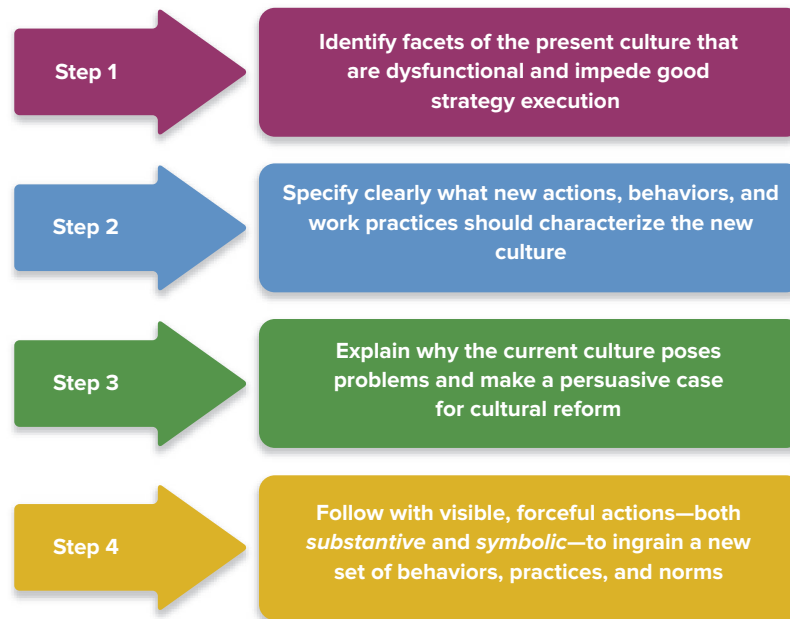 Step 1
Identify facets of the present culture that
are dysfunctional and impede good
strategy execution
Step 2
Specify clearly what new actions, behaviors, and
work practices should characterize the new
culture
Step 3
Explain why the current culture poses
problems and make a persuasive case
for cultural reform
Step 4
Follow with visible, forceful actions—both
substantive and symbolic—to ingrain a new
set of behaviors, practices, and norms